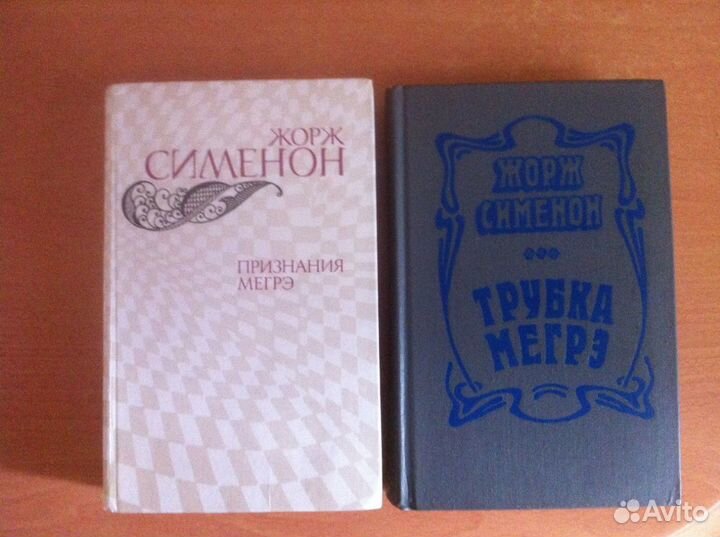 ЖОРЖ
СИМЕНОН
ПРИЗНАНИЯ
МЕГРЭ
ЖОРЖ
СИМЕНОН
ТРУБКА
МЕГРЭ
Avito